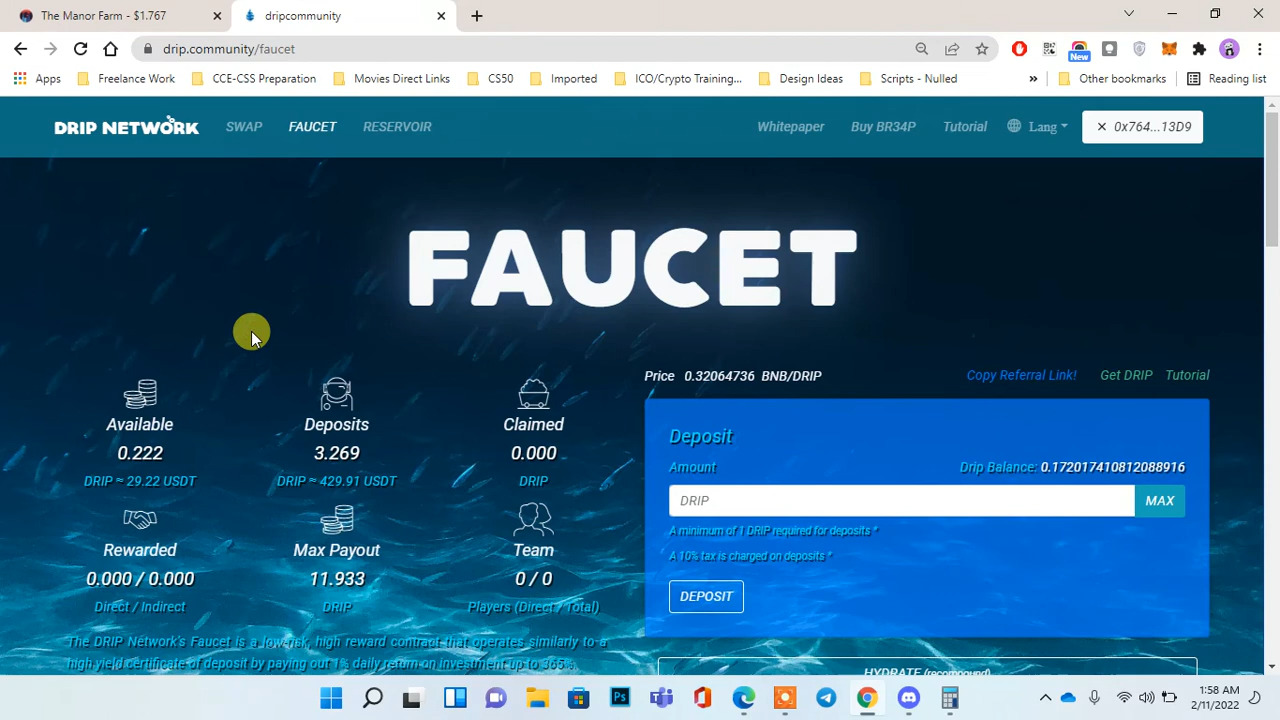 The Manor Farm - $1.767
dripcommunity
drip.community/faucet
New
Apps Freelance Work CCE-CSS Preparation Movies Direct Links CS50 Imported ICO/Crypto Training... Design Ideas Scripts - Nulled » Other bookmarks Reading list
DRIP NETWORK SWAP FAUCET RESERVOIR Whitepaper Buy BR34P Tutorial Lang × 0x764...13D9
FAUCET
Available
0.222
DRIP ≈ 29.22 USDT
Deposits
3.269
DRIP ≈ 429.91 USDT
Claimed
0.000
DRIP
Rewarded
0.000 / 0.000
Direct / Indirect
Max Payout
11.933
DRIP
Team
0 / 0
Players (Direct / Total)
The DRIP Network's Faucet is a low-risk, high reward contract that operates similarly to a
high yield certificate of deposit by paying out 1% daily return on investment up to 365%.
Price 0.32064736 BNB/DRIP Copy Referral Link! Get DRIP Tutorial
Deposit
Amount Drip Balance: 0.172017410812088916
DRIP MAX
A minimum of 1 DRIP required for deposits *
A 10% tax is charged on deposits *
DEPOSIT
HYDRATE (recompound)
Ps
1:58 AM
2/11/2022